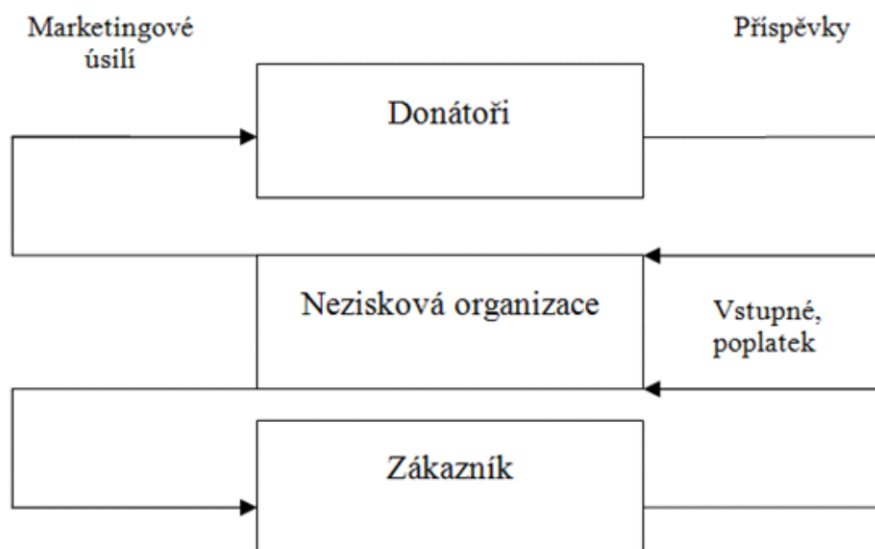 Marketingové
úsilí
Příspěvky
Donátoři
Nezisková organizace
Vstupné,
poplatek
Zákazník